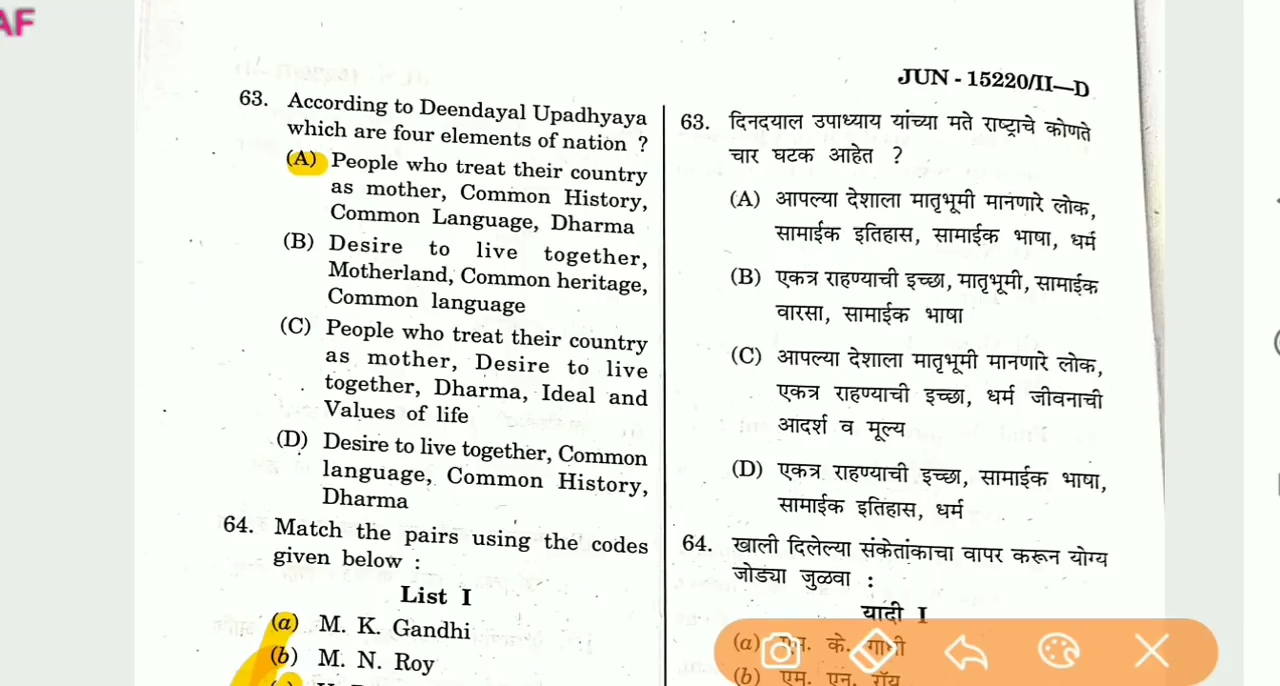 AF
JUN - 15220/II—D
63. According to Deendayal Upadhyaya
which are four elements of nation ?
(A) People who treat their country
as mother, Common History,
Common Language, Dharma
(B) Desire to live together,
Motherland, Common heritage,
Common language
(C) People who treat their country
as mother, Desire to live
together, Dharma, Ideal and
Values of life
(D) Desire to live together, Common
language, Common History,
Dharma
64. Match the pairs using the codes
given below :
List I
(a) M. K. Gandhi
(b) M. N. Roy
63. दिनदयाल उपाध्याय यांच्या मते राष्ट्राचे कोणते
चार घटक आहेत ?
(A) आपल्या देशाला मातृभूमी मानणारे लोक,
सामाईक इतिहास, सामाईक भाषा, धर्म
(B) एकत्र राहण्याची इच्छा, मातृभूमी, सामाईक
वारसा, सामाईक भाषा
(C) आपल्या देशाला मातृभूमी मानणारे लोक,
एकत्र राहण्याची इच्छा, धर्म जीवनाची
आदर्श व मूल्य
(D) एकत्र राहण्याची इच्छा, सामाईक भाषा,
सामाईक इतिहास, धर्म
64. खाली दिलेल्या संकेतांकाचा वापर करून योग्य
जोड्या जुळवा :
यादी I
(a) एम. के. गांधी
(b) एम. एन. रॉय